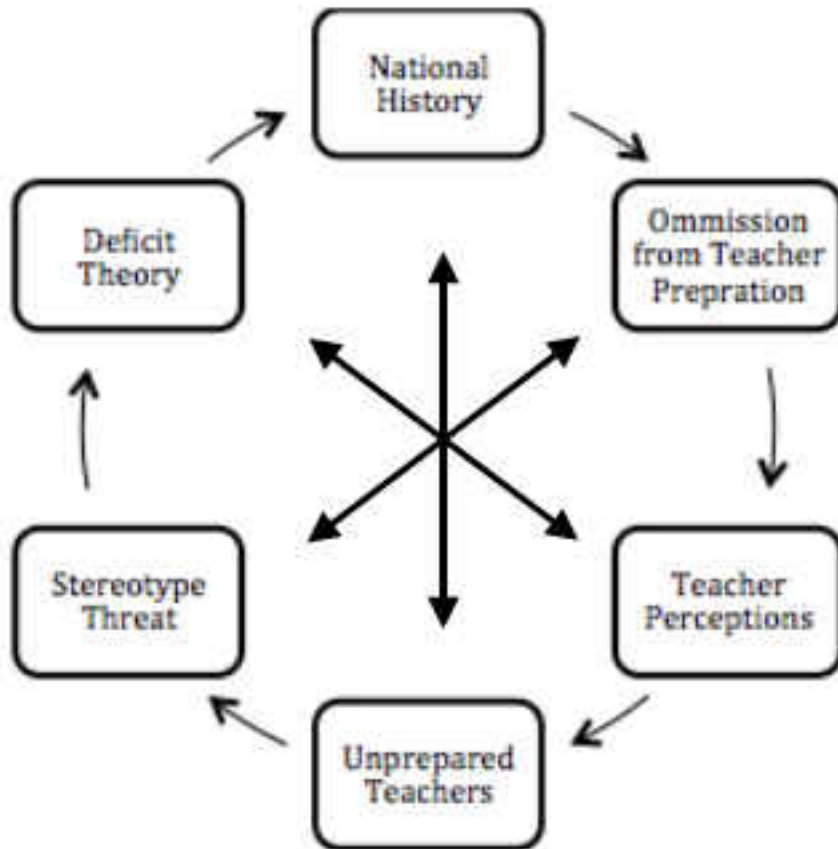 National
History
Ommission
from Teacher
Prepration
Teacher
Perceptions
Unprepared
Teachers
Stereotype
Threat
Deficit
Theory